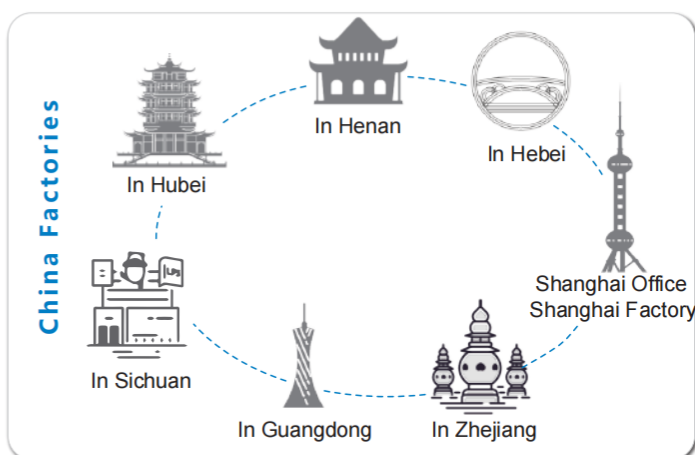 China Factories
In Hubei
In Henan
In Hebei
Shanghai Office
Shanghai Factory
In Zhejiang
In Guangdong
In Sichuan